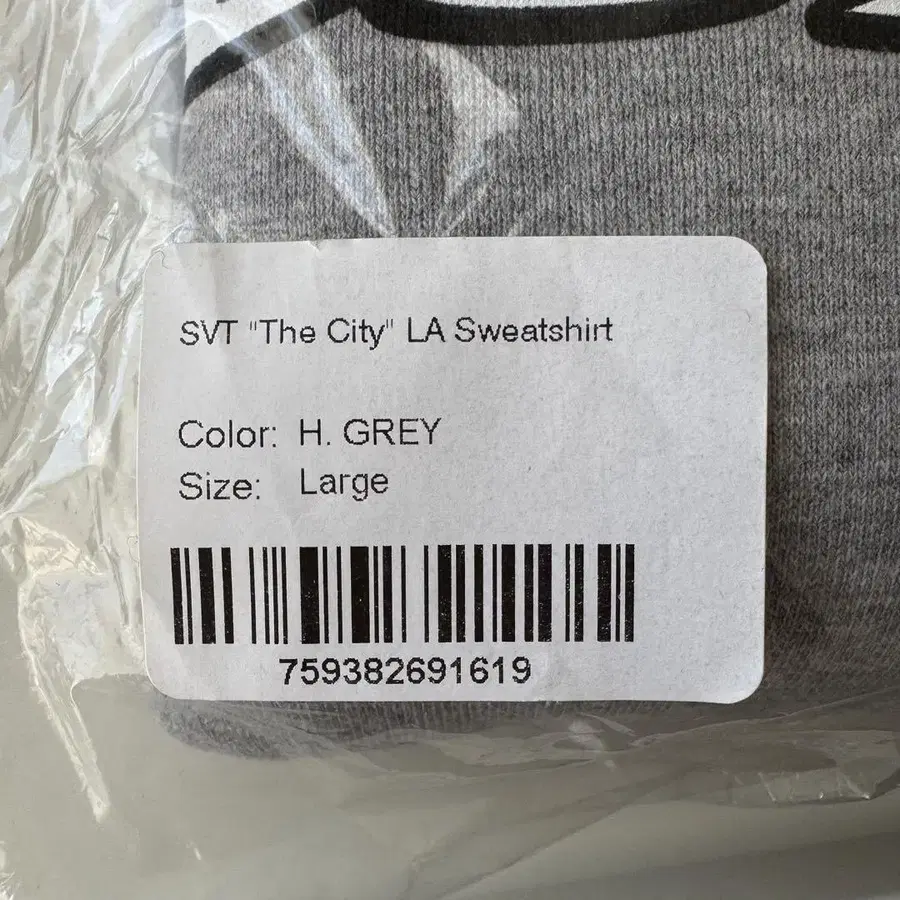 SVT "The City" LA Sweatshirt
Color: H. GREY
Size: Large
759382691619